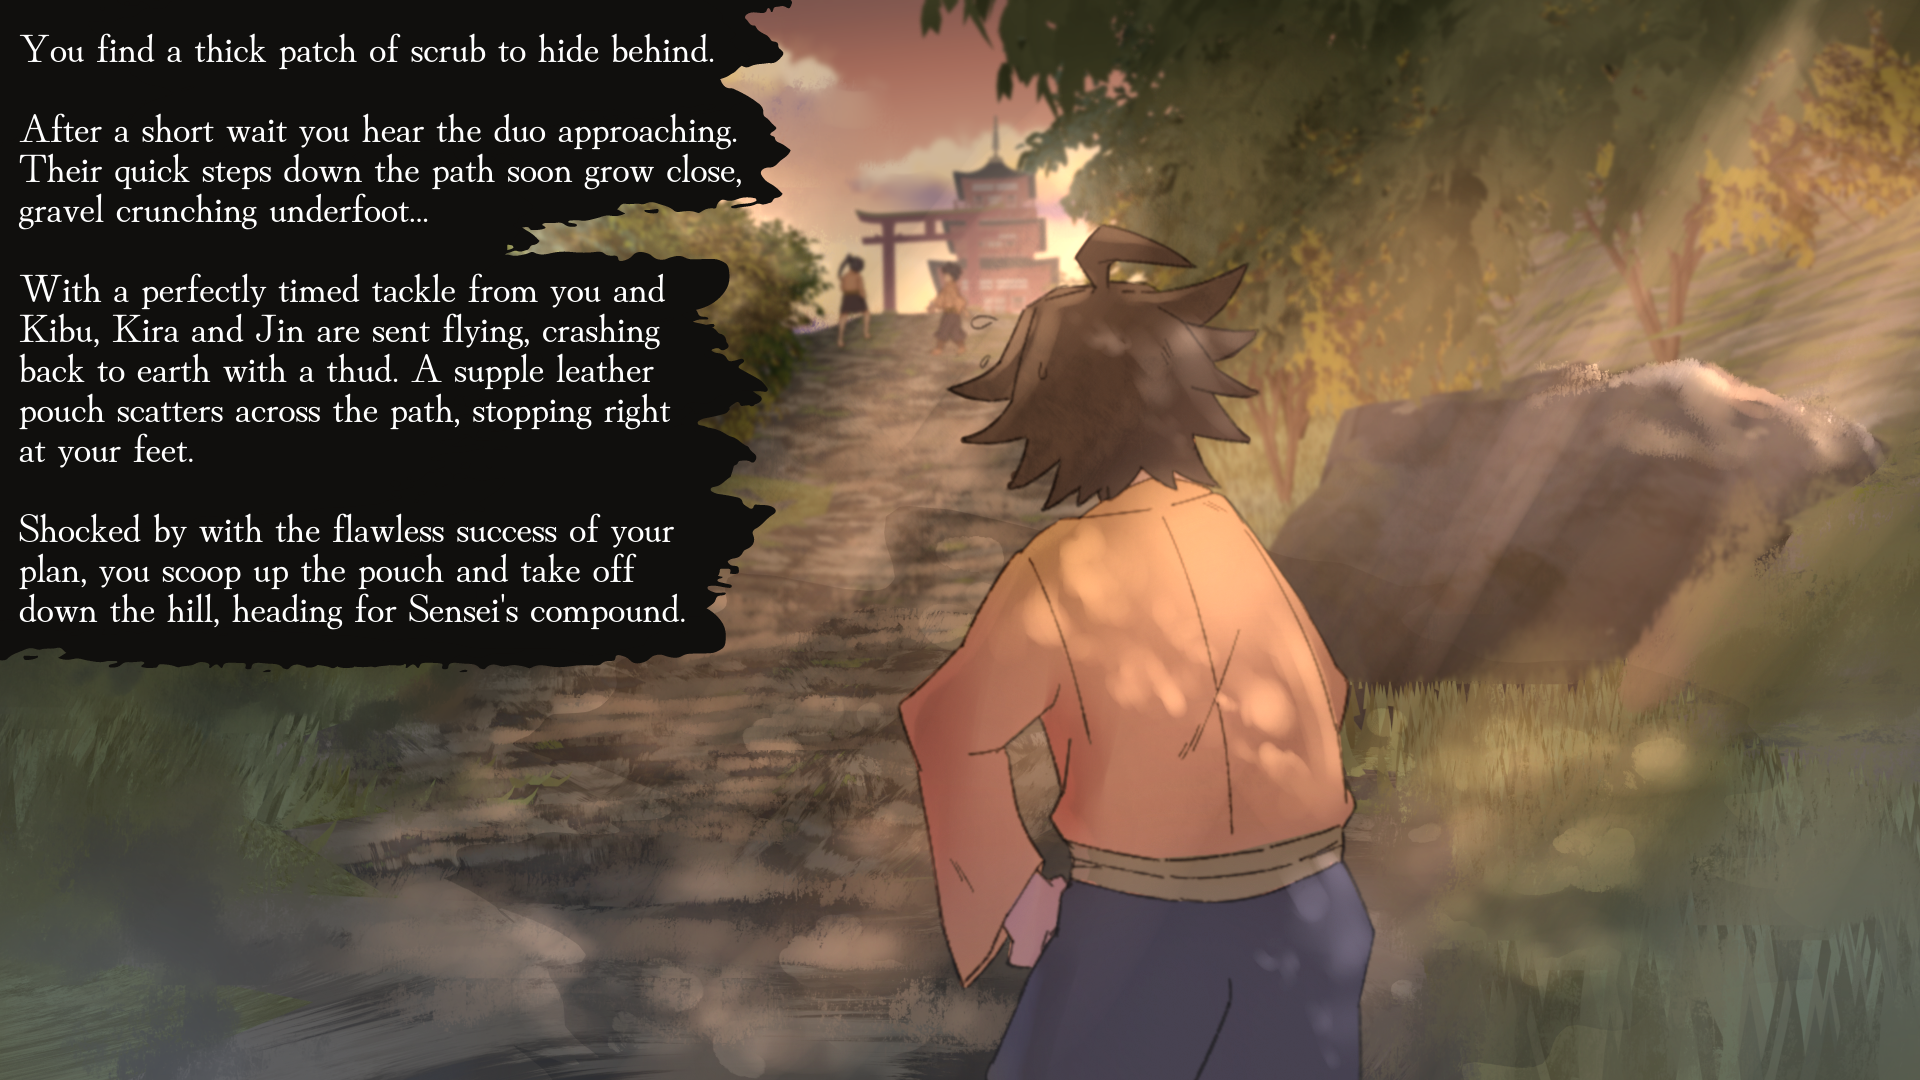 You find a thick patch of scrub to hide behind.
After a short wait you hear the duo approaching.
Their quick steps down the path soon grow close,
gravel crunching underfoot...
With a perfectly timed tackle from you and
Kibu, Kira and Jin are sent flying, crashing
back to earth with a thud. A supple leather
pouch scatters across the path, stopping right
at your feet.
Shocked by with the flawless success of your
plan, you scoop up the pouch and take off
down the hill, heading for Sensei's compound.